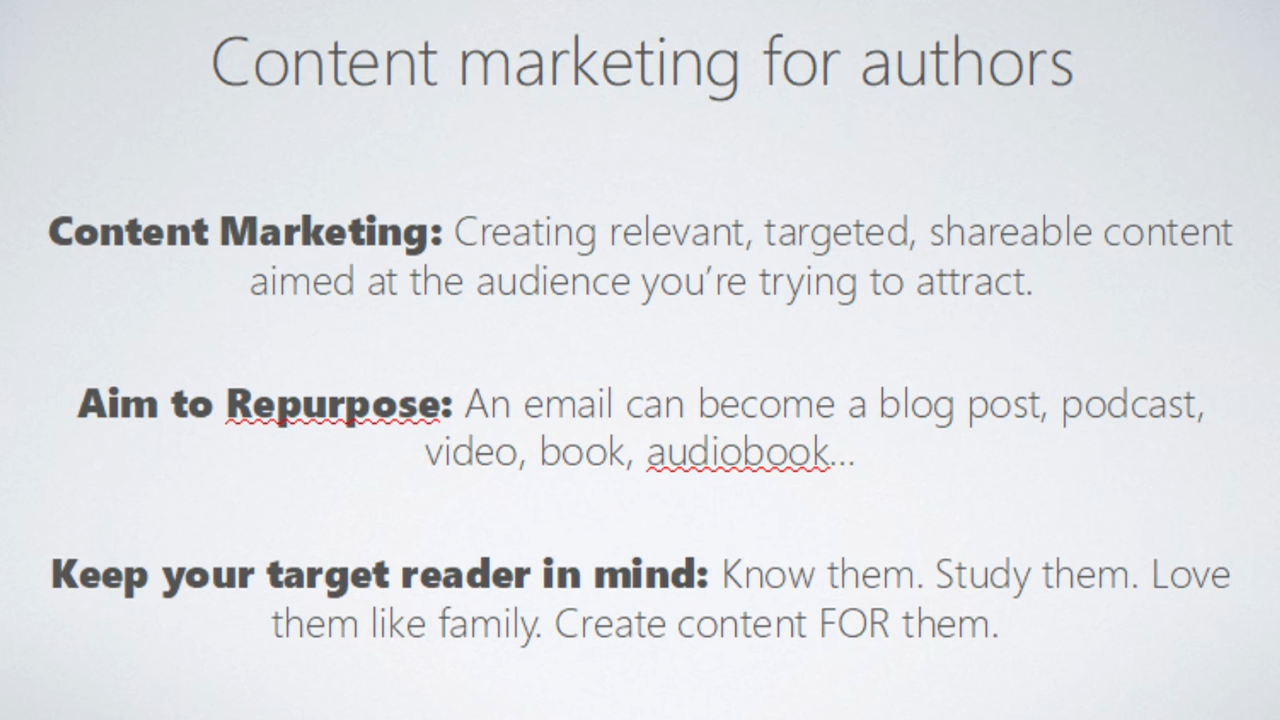 Content marketing for authors
Content Marketing: Creating relevant, targeted, shareable content
aimed at the audience you’re trying to attract.
Aim to Repurpose: An email can become a blog post, podcast,
video, book, audiobook...
Keep your target reader in mind: Know them. Study them. Love
them like family. Create content FOR them.